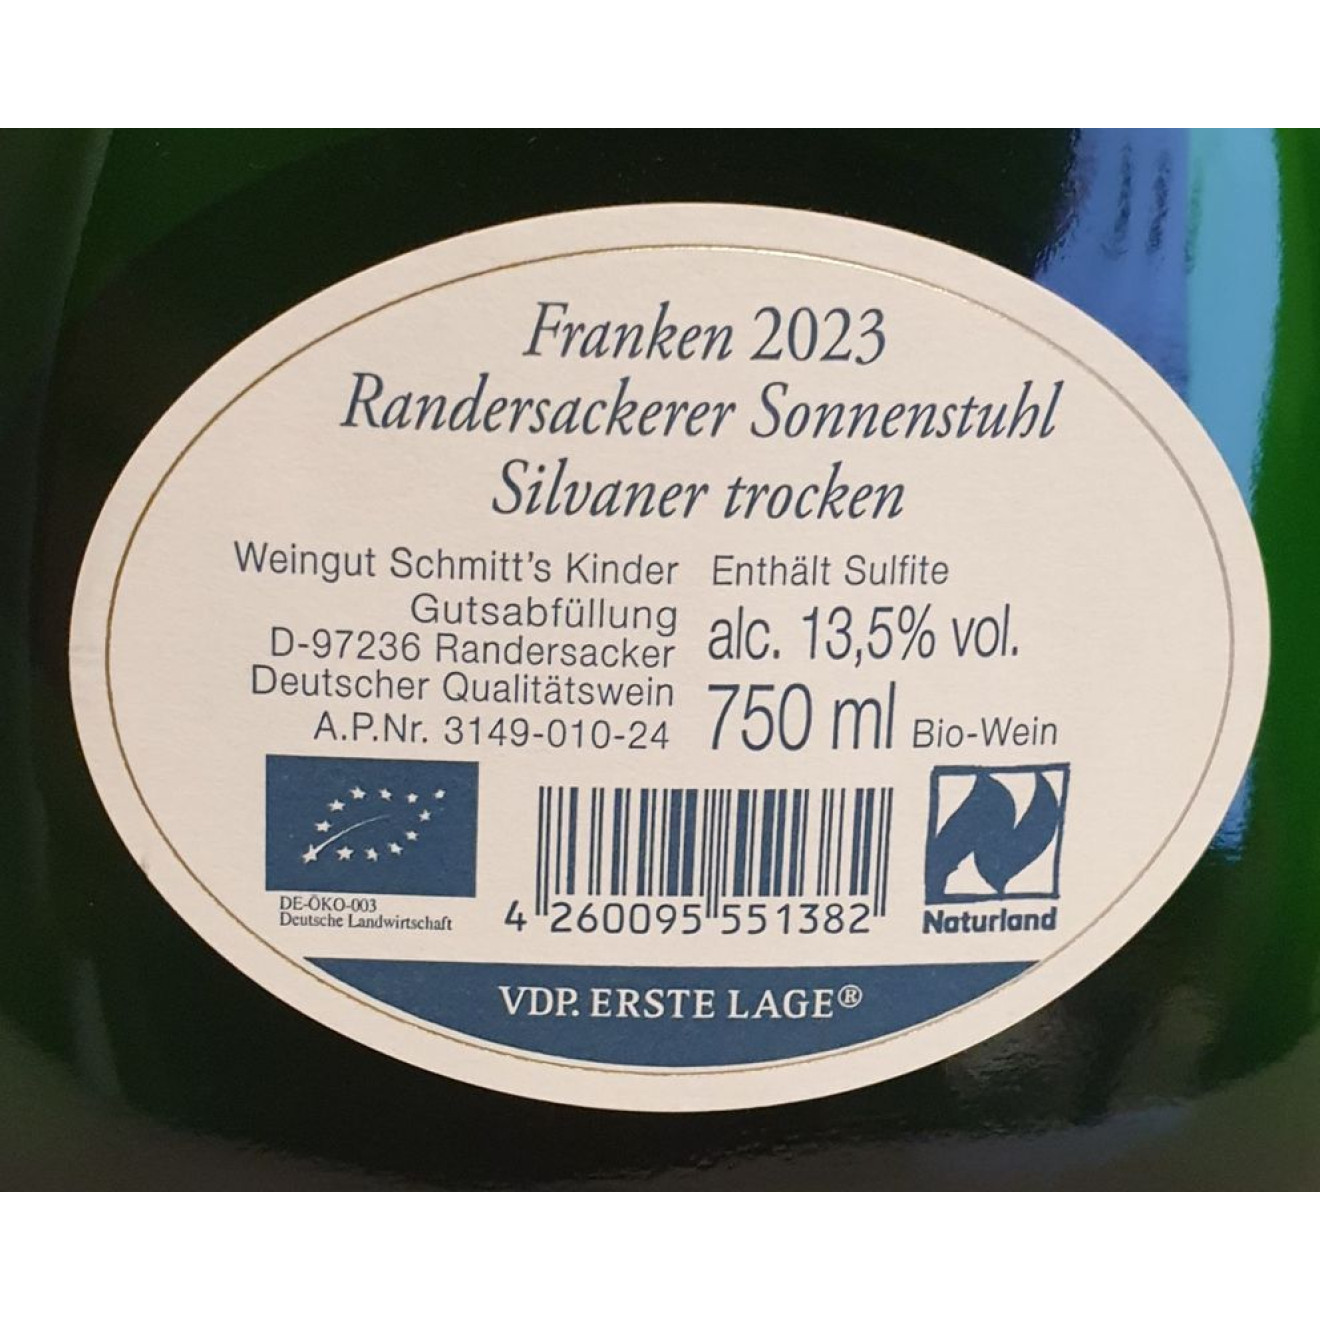 Franken 2023
Randersackerer Sonnenstuhl
Silvaner trocken
Weingut Schmitt's Kinder
Gutsabfüllung
D-97236 Randersacker
Deutscher Qualitätswein
A.P.Nr. 3149-010-24
Enthält Sulfite
alc. 13,5% vol.
750 ml Bio-Wein
DE-ÖKO-003
Deutsche Landwirtschaft
4 260095 551382
Naturland
VDP. ERSTE LAGE®